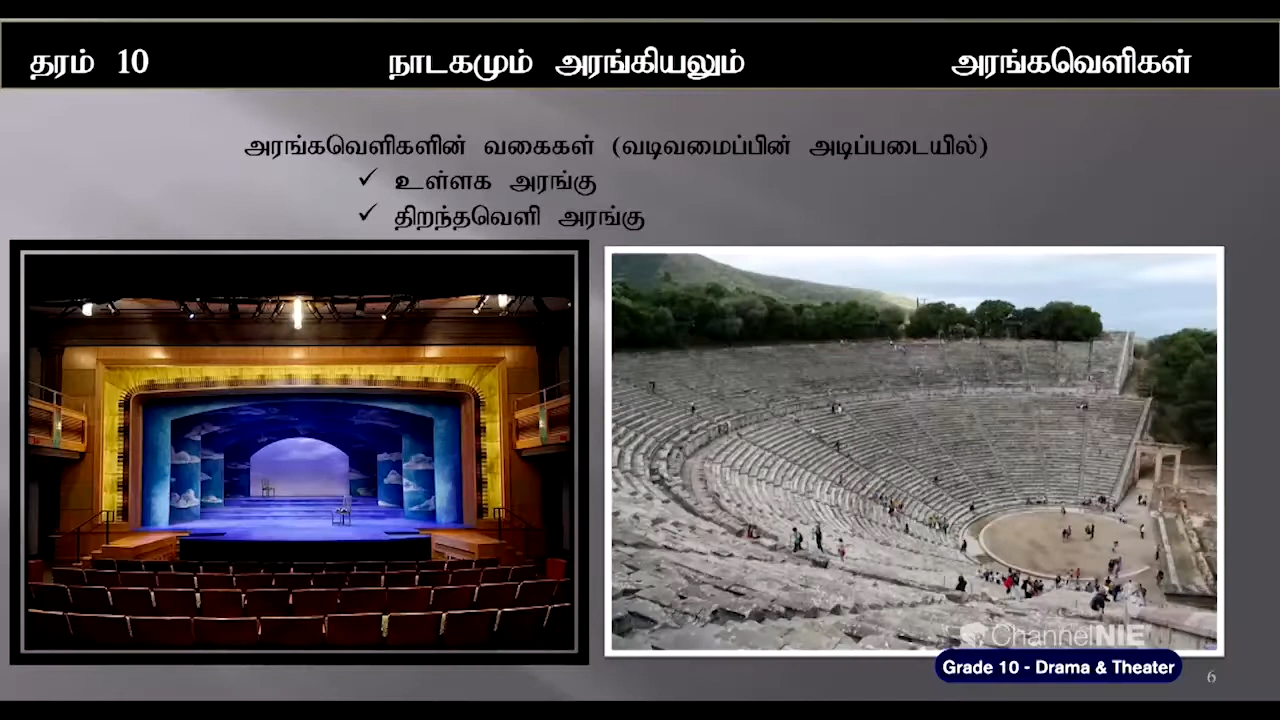 தரம் 10 நாடகமும் அரங்கியலும் அரங்கவெளிகள்
அரங்கவெளிகளின் வகைகள் (வடிவமைப்பின் அடிப்படையில்)
✓ உள்ளக அரங்கு
✓ திறந்தவெளி அரங்கு
ChannelNIE
Grade 10 - Drama & Theater
6